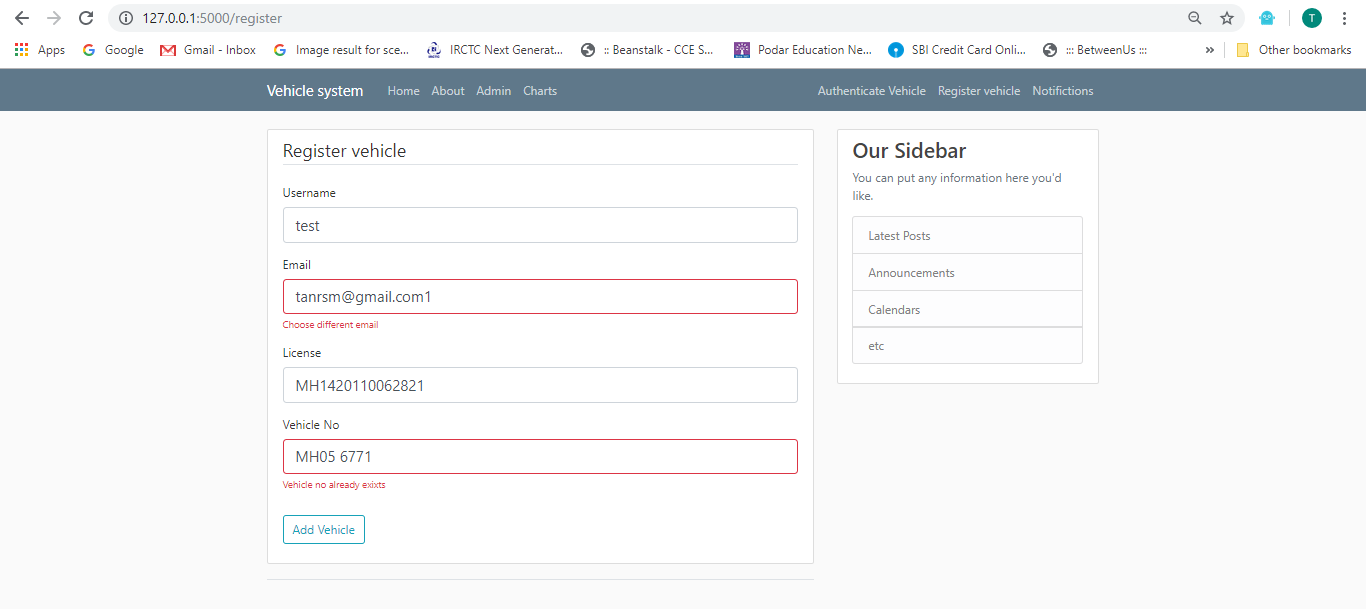 127.0.0.1:5000/register
T
Apps Google Gmail - Inbox Image result for sce... IRCTC Next Generat... :: Beanstalk - CCE S... Podar Education Ne... SBI Credit Card Onli... ::: BetweenUs ::: » Other bookmarks
Vehicle system Home About Admin Charts Authenticate Vehicle Register vehicle Notifictions
Register vehicle
Username
test
Email
tanrsm@gmail.com1
Choose different email
License
MH1420110062821
Vehicle No
MH05 6771
Vehicle no already exixts
Add Vehicle
Our Sidebar
You can put any information here you'd
like.
Latest Posts
Announcements
Calendars
etc